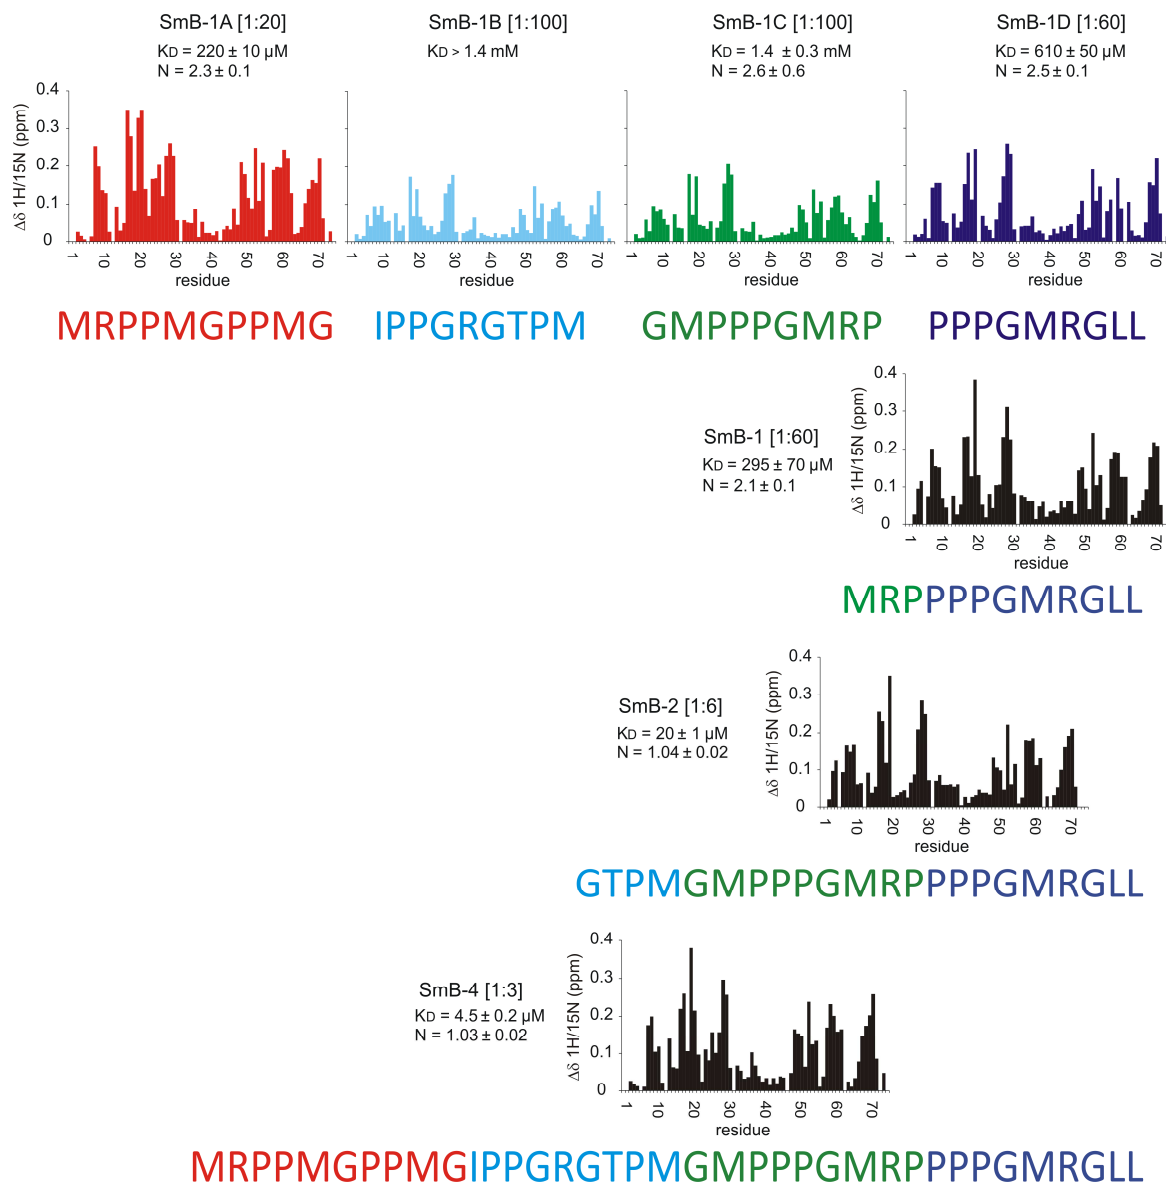 SmB-1A [1:20]
KD = 220 ± 10 µM
N = 2.3 ± 0.1
SmB-1B [1:100]
KD > 1.4 mM
SmB-1C [1:100]
KD = 1.4 ± 0.3 mM
N = 2.6 ± 0.6
SmB-1D [1:60]
KD = 610 ± 50 µM
N = 2.5 ± 0.1
Δδ 1H/15N (ppm)
0.4
0.3
0.2
0.1
0
1 10 20 30 40 50 60 70
residue
1 10 20 30 40 50 60 70
residue
1 10 20 30 40 50 60 70
residue
1 10 20 30 40 50 60 70
residue
MRPPMGPPMG
IPPGRGTPM
GMPPPGMRP
PPPGMRGLL
SmB-1 [1:60]
KD = 295 ± 70 µM
N = 2.1 ± 0.1
Δδ 1H/15N (ppm)
0.4
0.3
0.2
0.1
0
1 10 20 30 40 50 60 70
residue
MRPPPPGMRGLL
SmB-2 [1:6]
KD = 20 ± 1 µM
N = 1.04 ± 0.02
Δδ 1H/15N (ppm)
0.4
0.3
0.2
0.1
0
1 10 20 30 40 50 60 70
residue
GTPMGMPPPGMRPPPPGMRGLL
SmB-4 [1:3]
KD = 4.5 ± 0.2 µM
N = 1.03 ± 0.02
Δδ 1H/15N (ppm)
0.4
0.3
0.2
0.1
0
1 10 20 30 40 50 60 70
residue
MRPPMGPPMGIPPGRGTPMGMPPPGMRPPPPGMRGLL